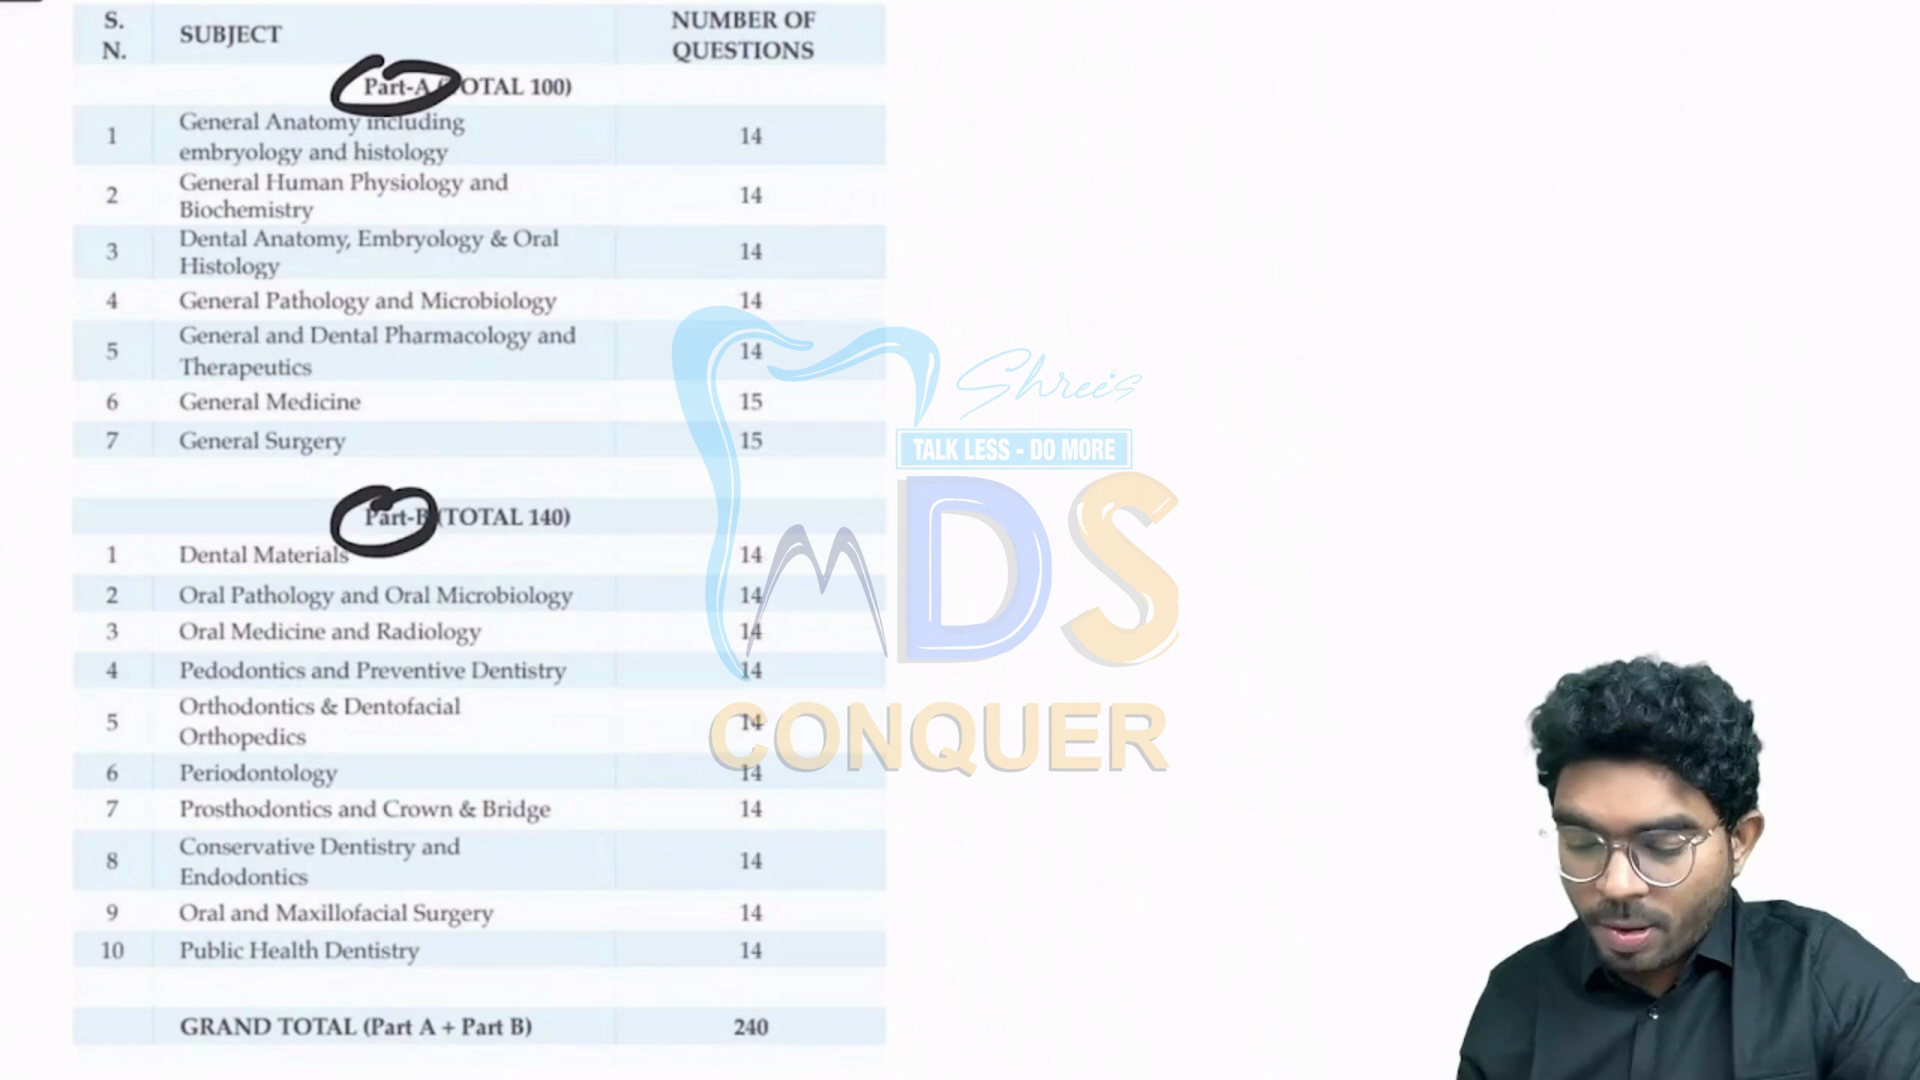 S. N. SUBJECT NUMBER OF QUESTIONS
Part-A (TOTAL 100)
1 General Anatomy including embryology and histology 14
2 General Human Physiology and Biochemistry 14
3 Dental Anatomy, Embryology & Oral Histology 14
4 General Pathology and Microbiology 14
5 General and Dental Pharmacology and Therapeutics 14
6 General Medicine 15
7 General Surgery 15
Part-B (TOTAL 140)
1 Dental Materials 14
2 Oral Pathology and Oral Microbiology 14
3 Oral Medicine and Radiology 14
4 Pedodontics and Preventive Dentistry 14
5 Orthodontics & Dentofacial Orthopedics 14
6 Periodontology 14
7 Prosthodontics and Crown & Bridge 14
8 Conservative Dentistry and Endodontics 14
9 Oral and Maxillofacial Surgery 14
10 Public Health Dentistry 14
GRAND TOTAL (Part A + Part B) 240
Shree's
TALK LESS - DO MORE
MDS
CONQUER